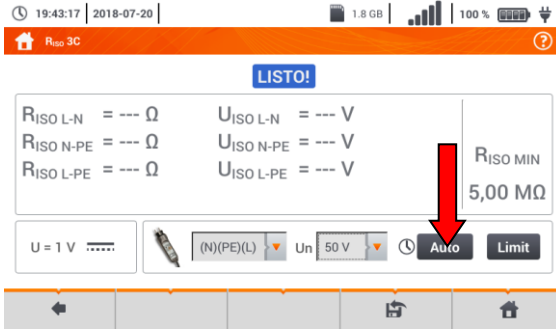 19:43:17 2018-07-20 1.8 GB 100 %
RISO 3C ?
LISTO!
RISO L-N = --- Ω UISO L-N = --- V
RISO N-PE = --- Ω UISO N-PE = --- V
RISO L-PE = --- Ω UISO L-PE = --- V
RISO MIN
5,00 MΩ
U = 1 V (N)(PE)(L) Un 50 V Auto Limit